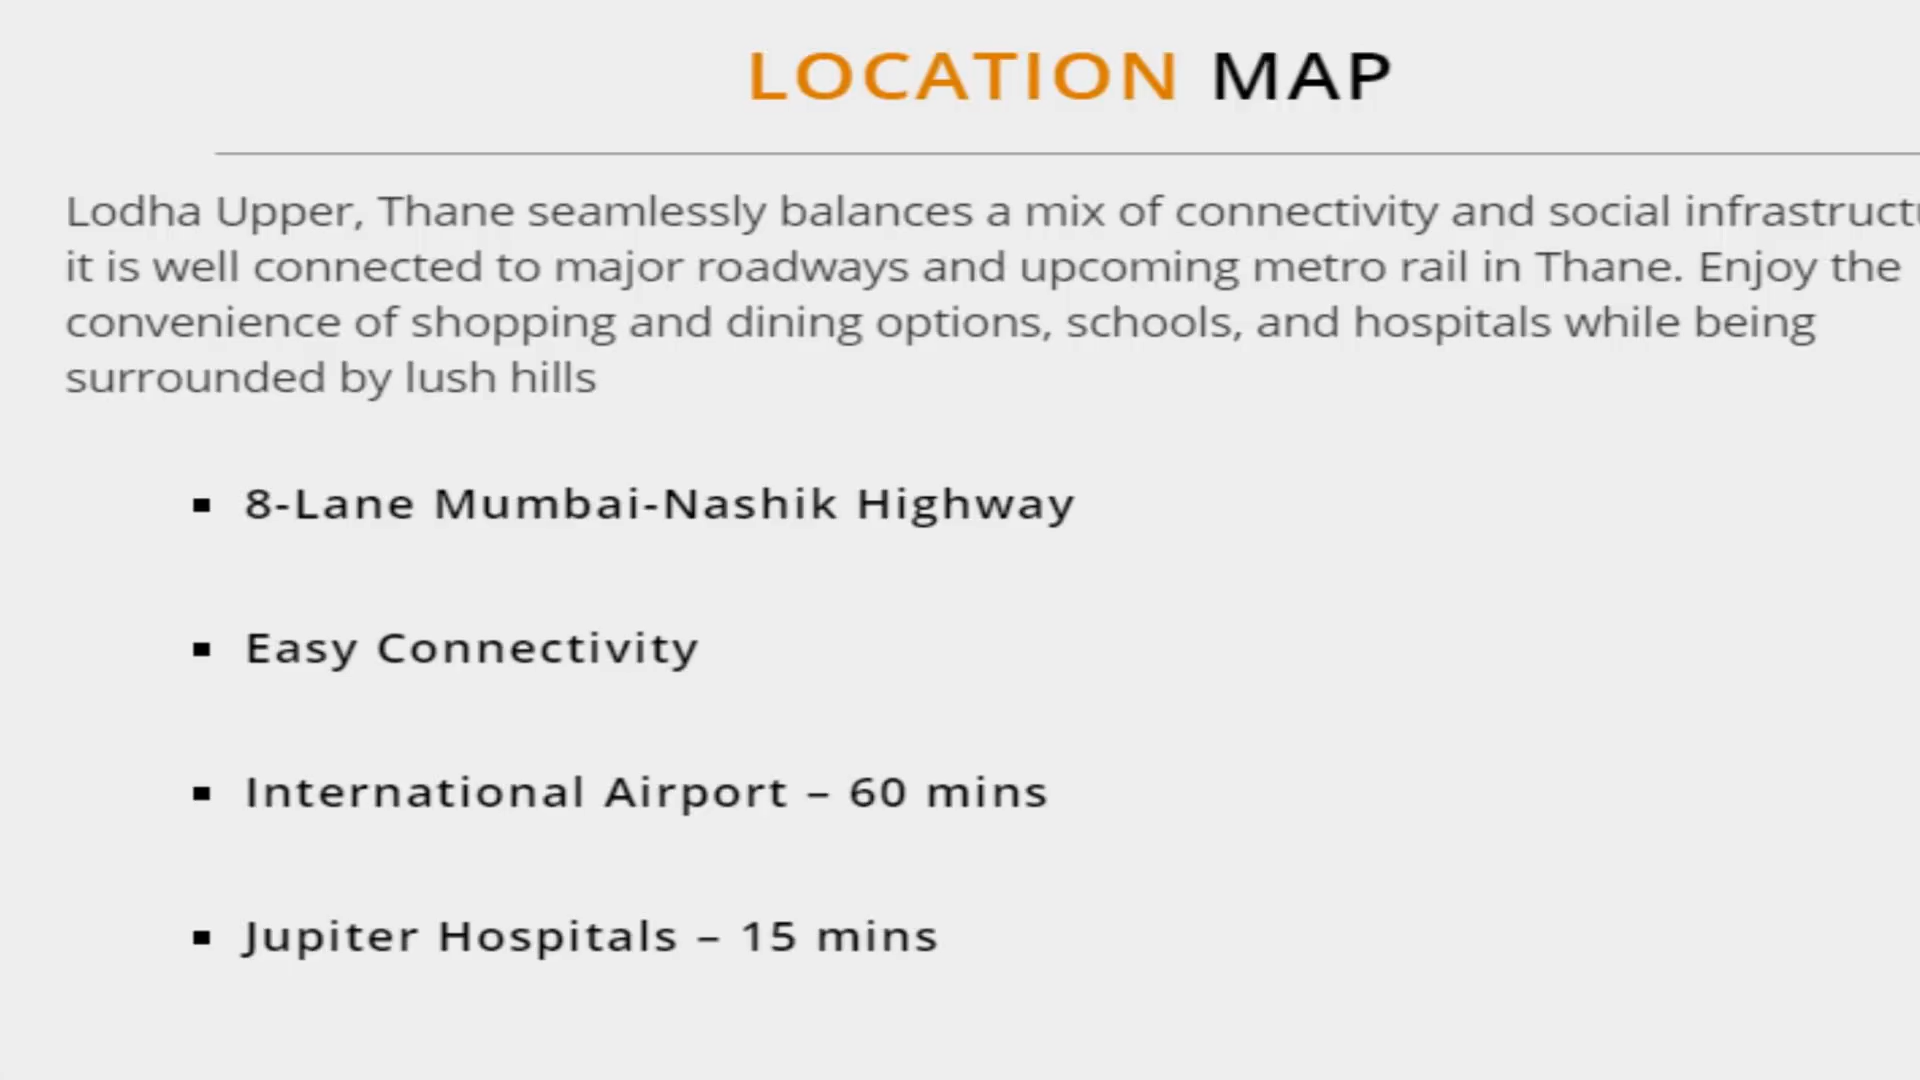 LOCATION MAP
Lodha Upper, Thane seamlessly balances a mix of connectivity and social
it is well connected to major roadways and upcoming metro rail in Thane. Enjoy the
convenience of shopping and dining options, schools, and hospitals while being
surrounded by lush hills
▪ 8-Lane Mumbai-Nashik Highway
▪ Easy Connectivity
▪ International Airport – 60 mins
▪ Jupiter Hospitals – 15 mins